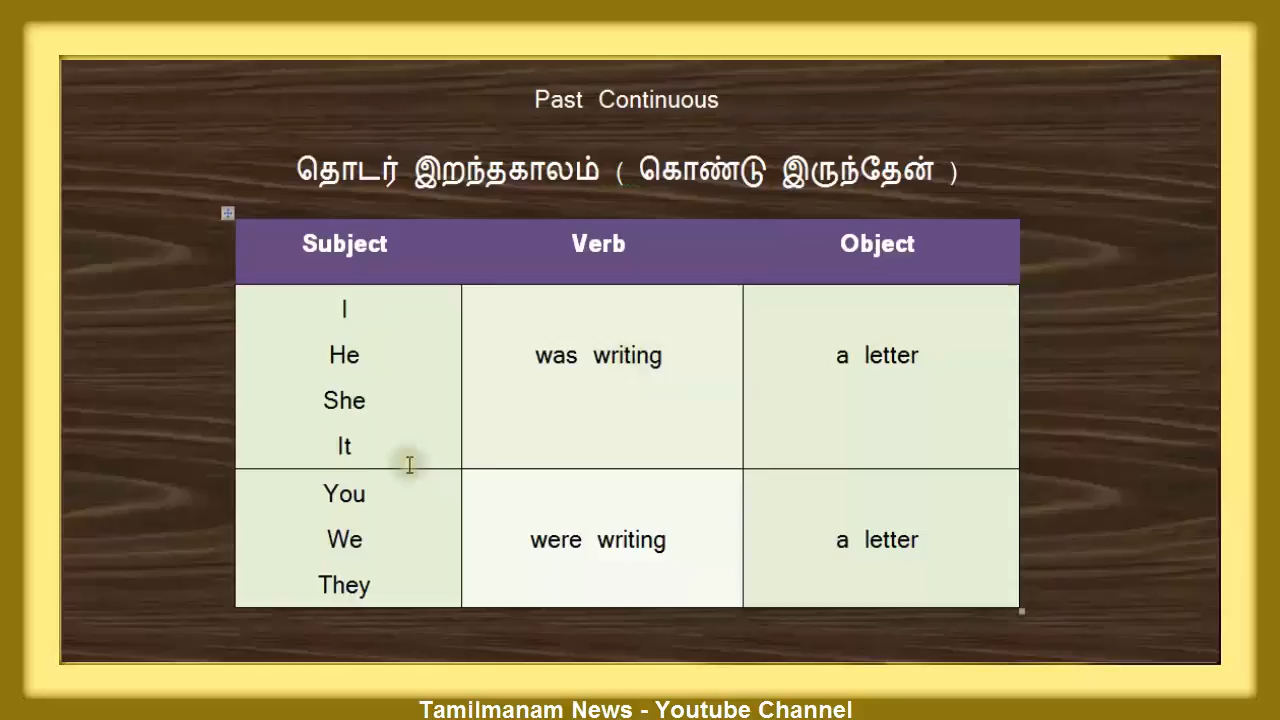 Past Continuous
தொடர் இறந்தகாலம் ( கொண்டு இருந்தேன் )
Subject Verb Object
I
He was writing a letter
She
It
You
We were writing a letter
They
Tamilmanam News - Youtube Channel